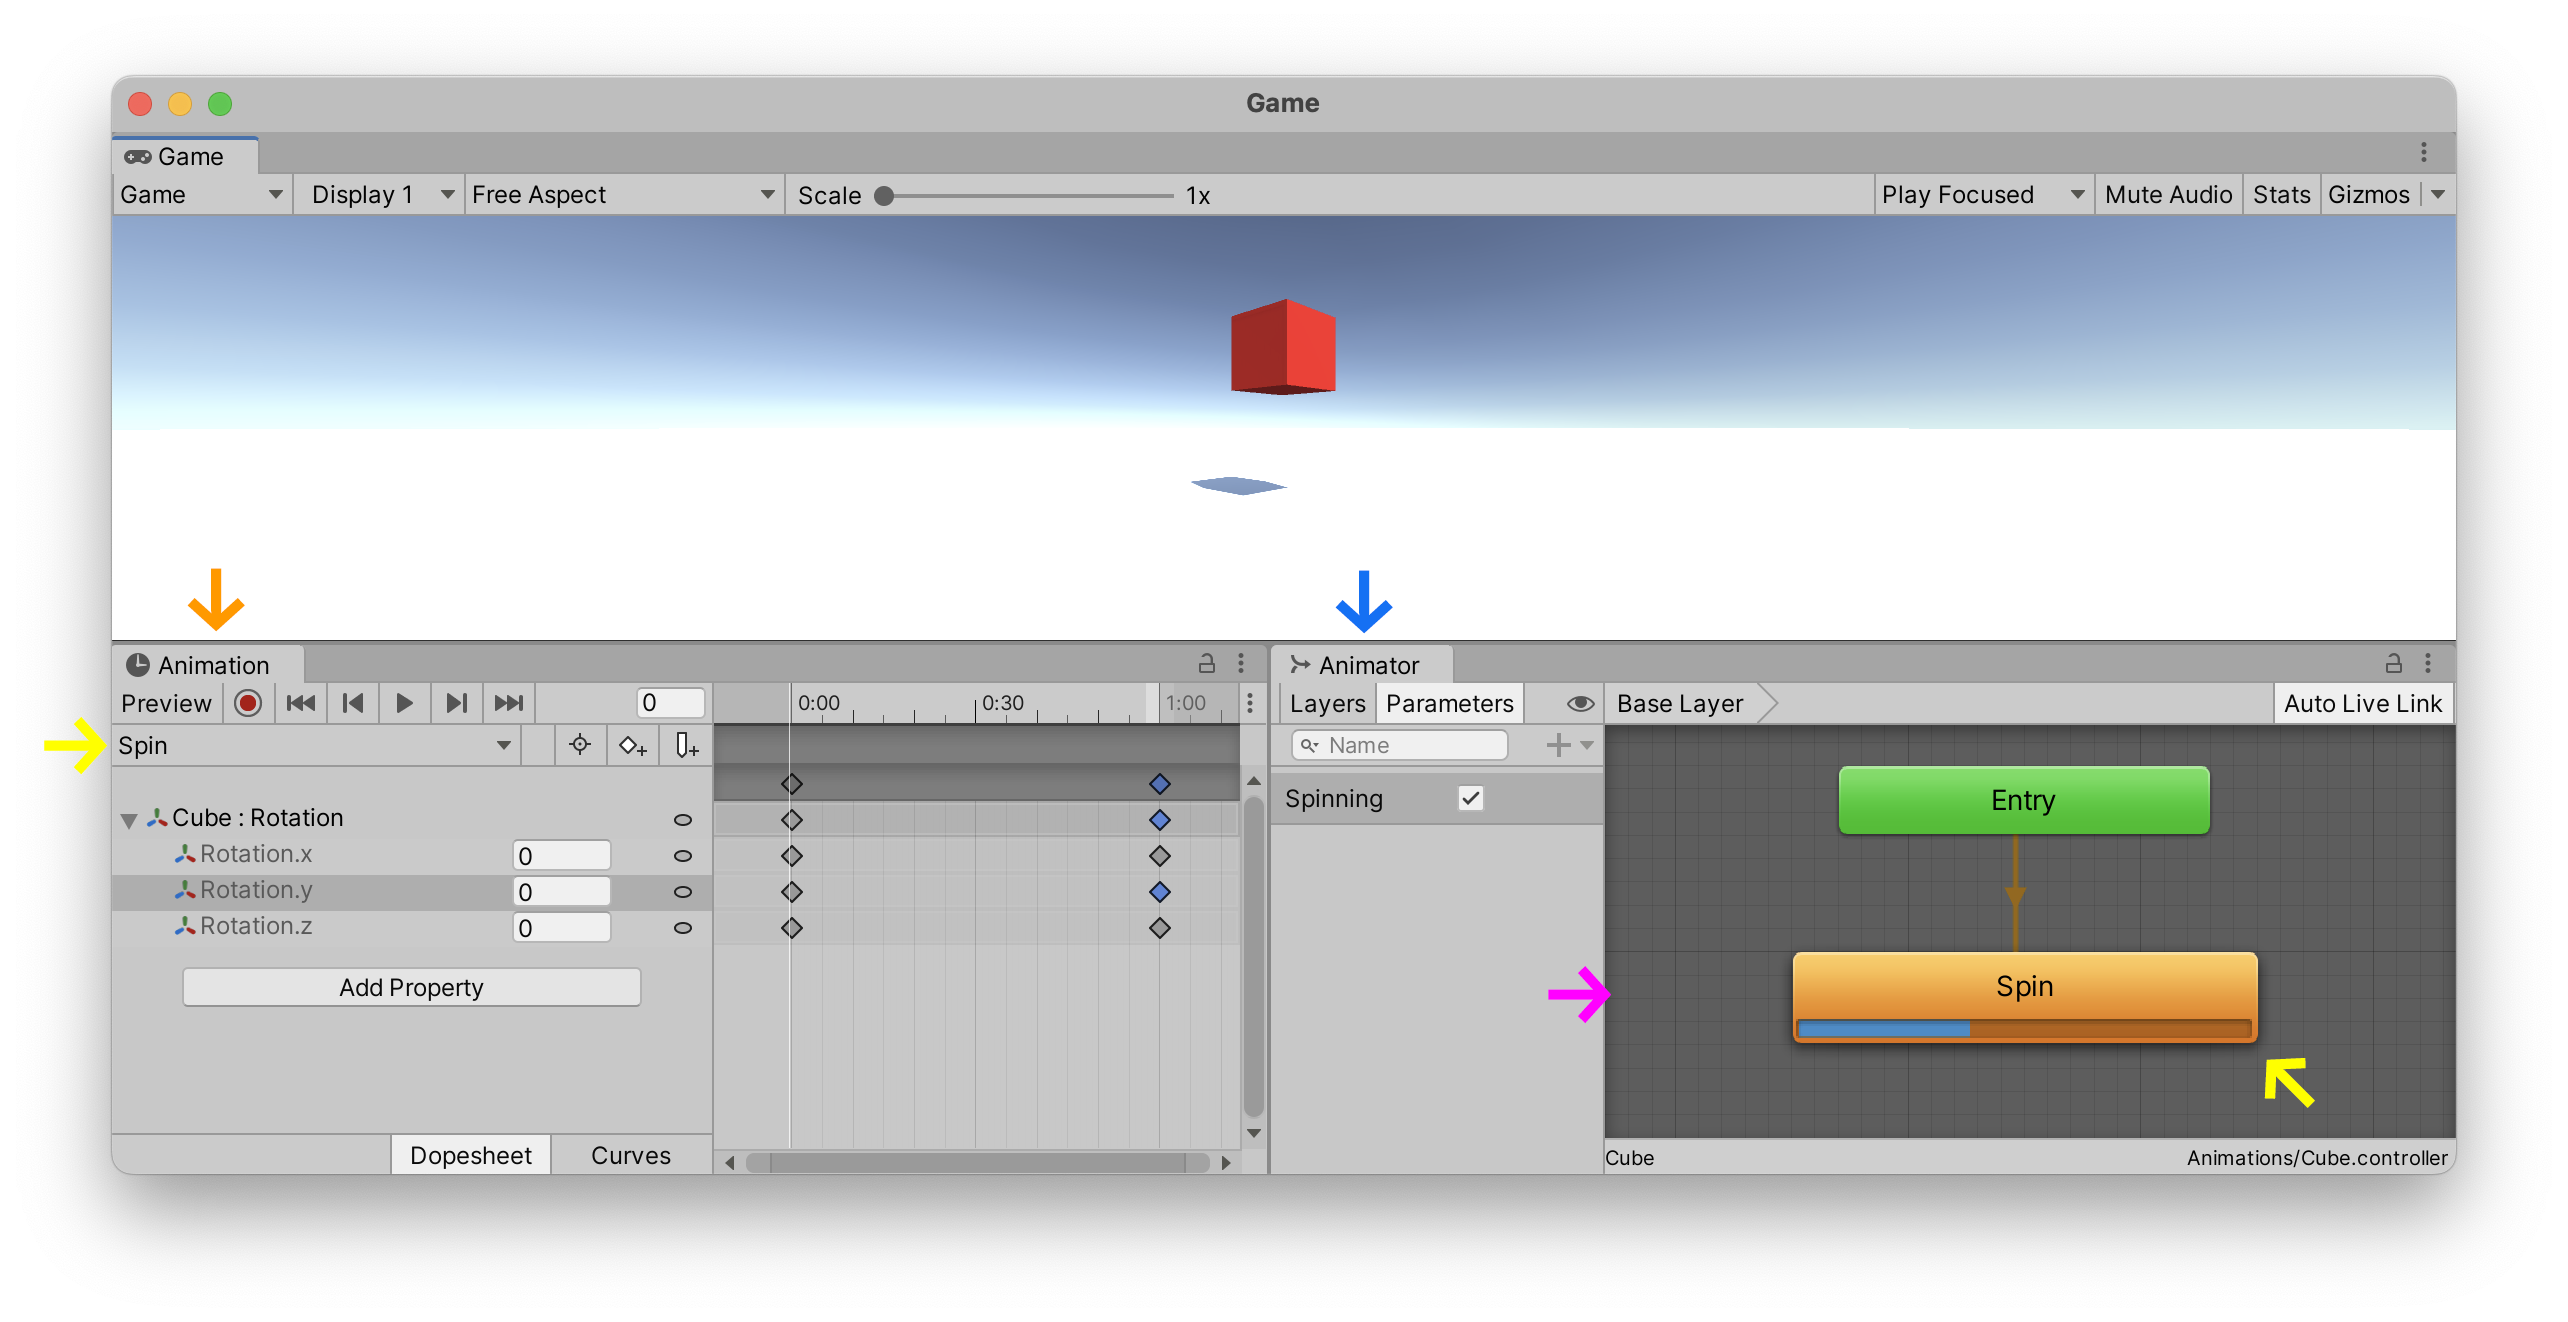 Game
Game
Game Display 1 Free Aspect Scale 1x Play Focused Mute Audio Stats Gizmos
Animation
Preview 0 0:00 0:30 1:00
Spin
Cube : Rotation
Rotation.x 0
Rotation.y 0
Rotation.z 0
Add Property
Dopesheet Curves
Animator
Layers Parameters Base Layer Auto Live Link
Name
Spinning
Entry
Spin
Cube Animations/Cube.controller